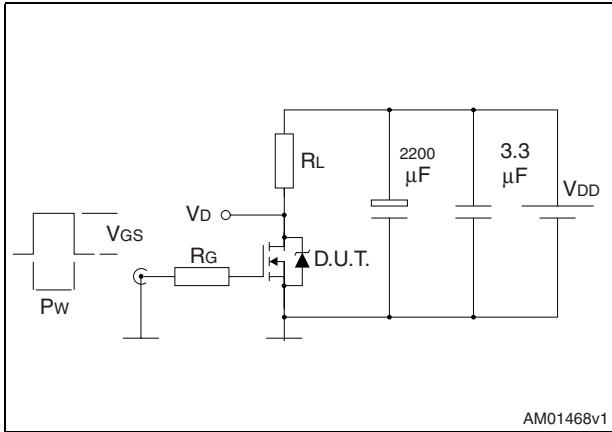 RL
2200
μF
3.3
μF
VDD
VD
VGS
RG
D.U.T.
PW
AM01468v1